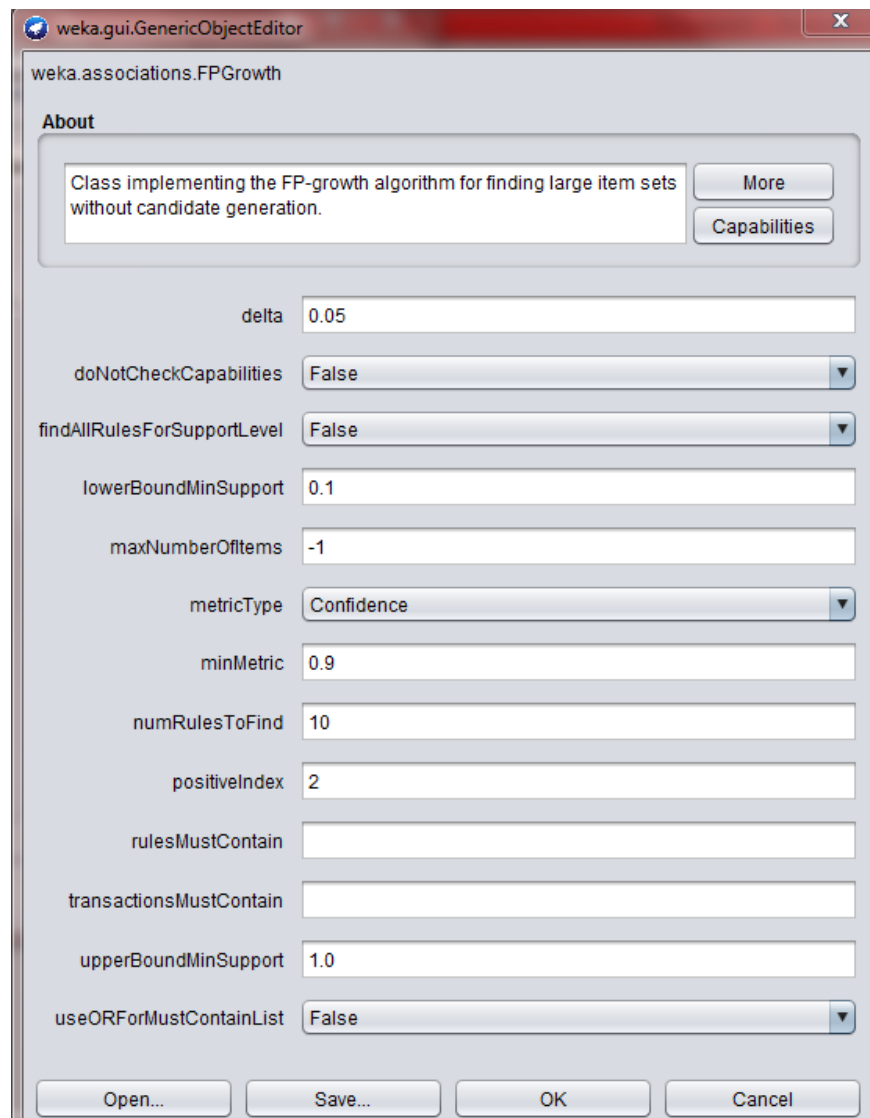 weka.gui.GenericObjectEditor
X
weka.associations.FPGrowth
About
Class implementing the FP-growth algorithm for finding large item sets
without candidate generation.
More
Capabilities
delta 0.05
doNotCheckCapabilities False
findAllRulesForSupportLevel False
lowerBoundMinSupport 0.1
maxNumberOfItems -1
metricType Confidence
minMetric 0.9
numRulesToFind 10
positiveIndex 2
rulesMustContain
transactionsMustContain
upperBoundMinSupport 1.0
useORForMustContainList False
Open... Save... OK Cancel